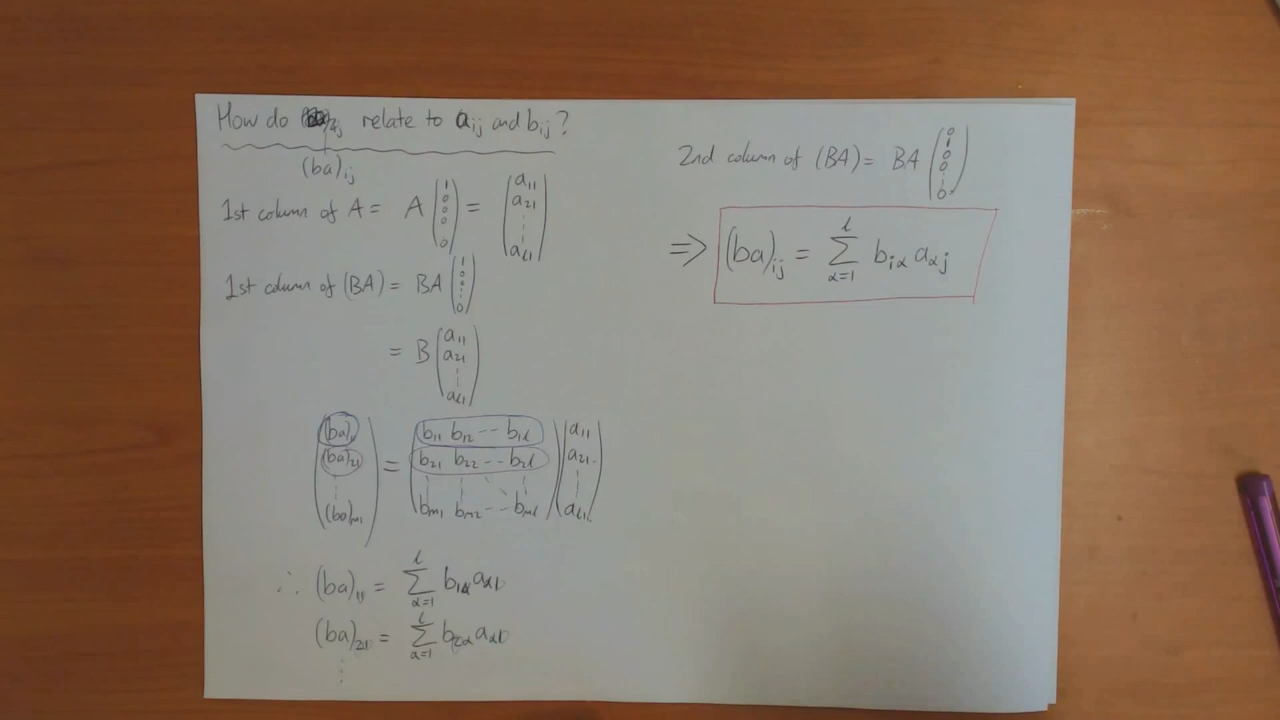 How do relate to aij and bij?
(ba)ij
1st column of A = A (1 0 0 0 0) = (a11 a21 ⋮ aℓ1)
1st column of (BA) = BA (1 0 0 ⋮ 0)
= B (a11 a21 ⋮ aℓ1)
((ba)11 (ba)21 ⋮ (ba)m1) = (b11 b12 -- b1ℓ
b21 b22 -- b2ℓ
bm1 bm2 -- bmℓ) (a11 a21 ⋮ aℓ1)
∴ (ba)11 = ∑_{α=1}^{ℓ} b1α aα1
(ba)21 = ∑_{α=1}^{ℓ} b2α aα1
⋮
2nd column of (BA) = BA (0 1 0 0 ⋮ 0)
⇒ (ba)ij = ∑_{α=1}^{ℓ} biα aαj